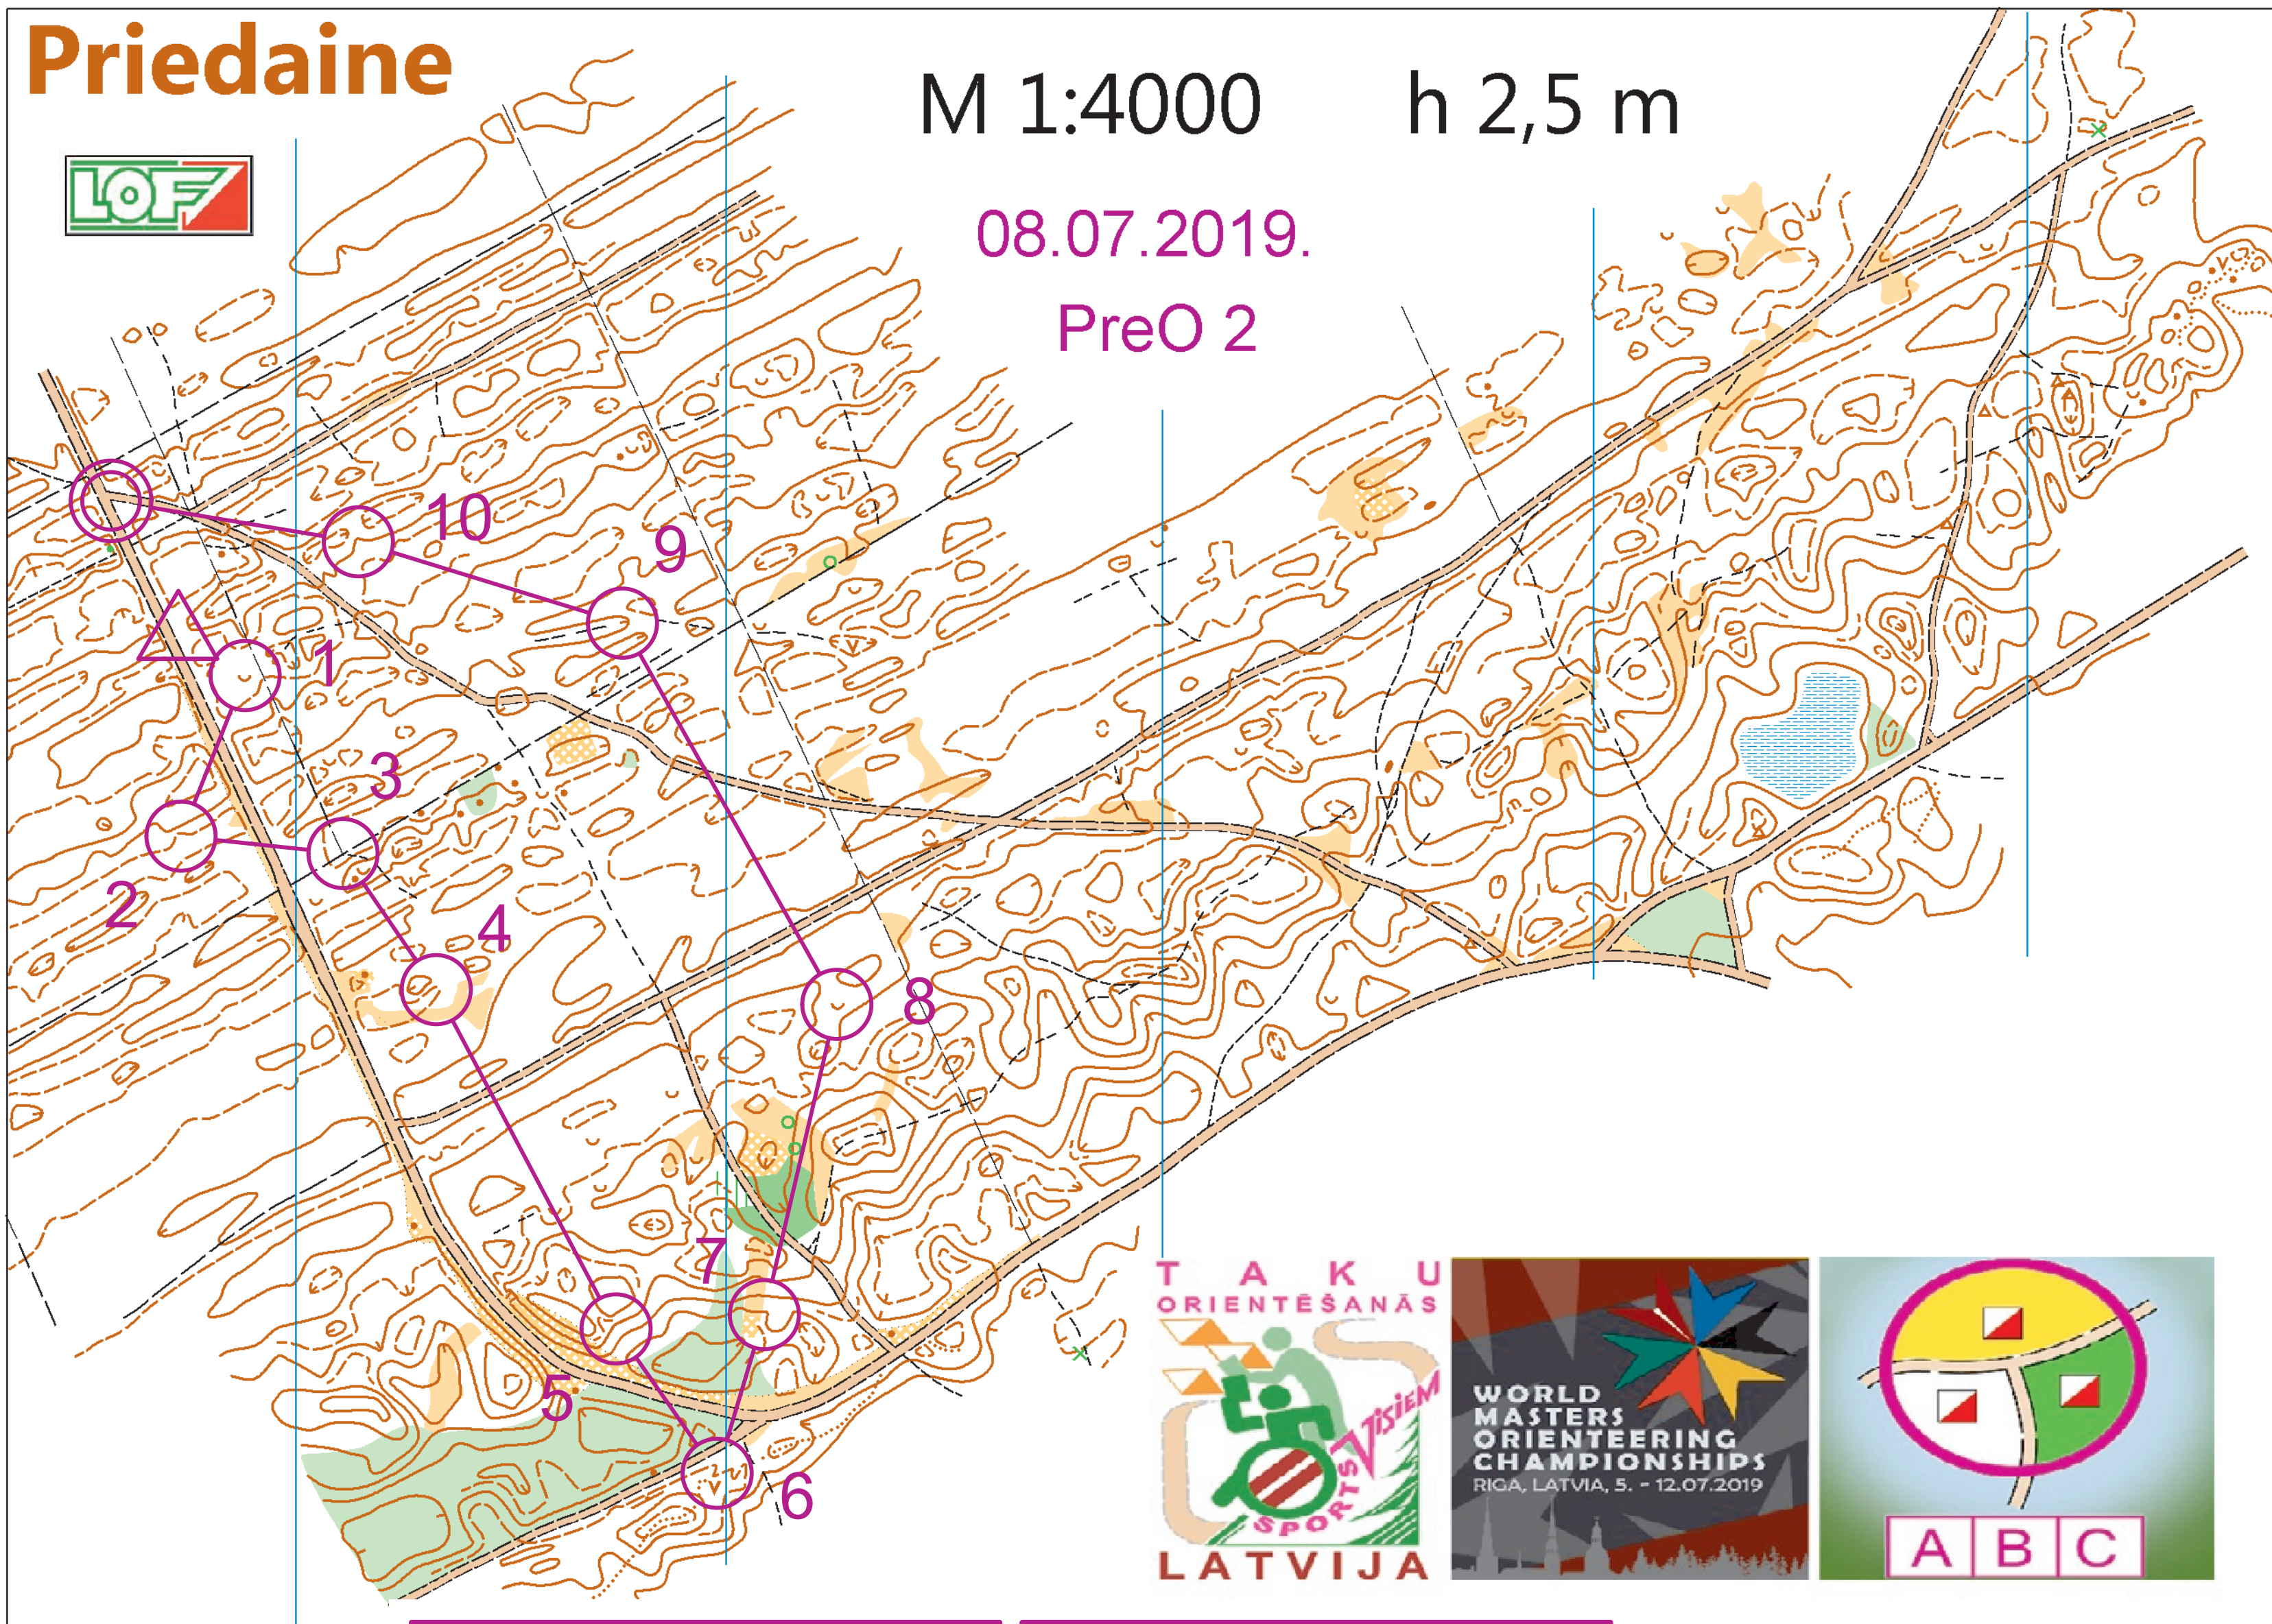 Priedaine
M 1:4000 h 2,5 m
LOF
08.07.2019.
PreO 2
10
9
1
3
2
4
8
7
5
6
TAKU
ORIENTĒŠANĀS
SPORTS VISIEM
LATVIJA
WORLD
MASTERS
ORIENTEERING
CHAMPIONSHIPS
RIGA, LATVIA, 5. - 12.07.2019
A B C